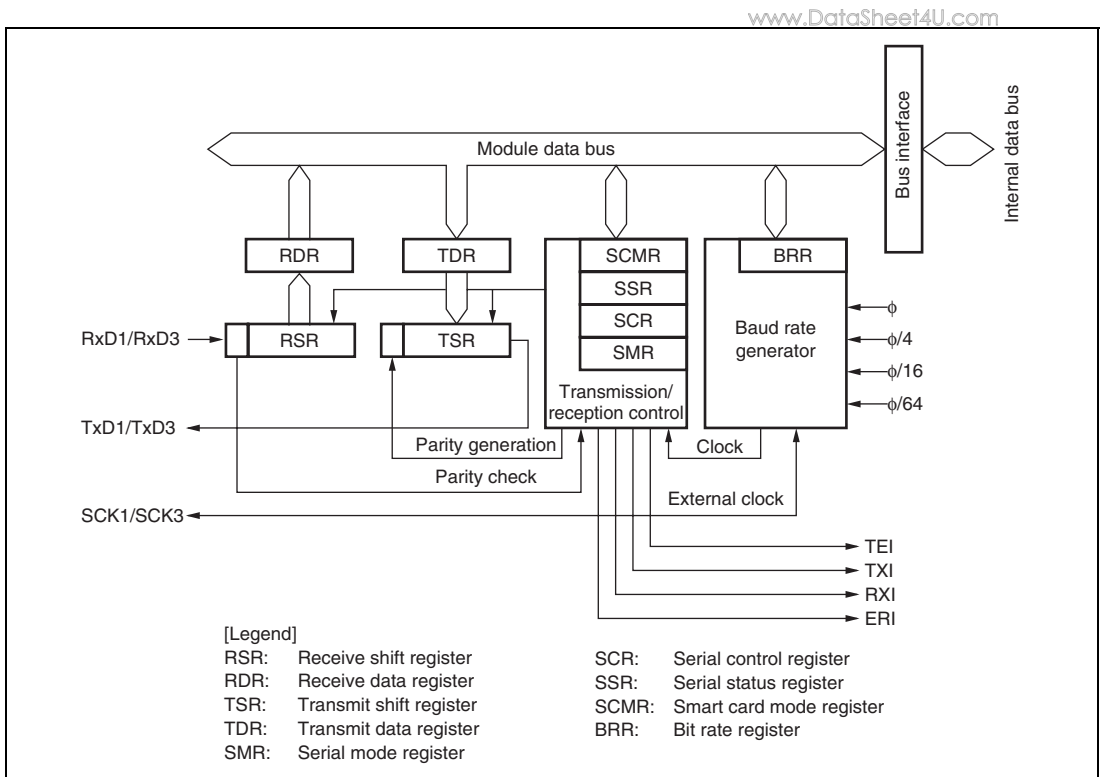 www.DataSheet4U.com
Module data bus
Bus interface
Internal data bus
RDR
TDR
SCMR
BRR
SSR
SCR
SMR
RxD1/RxD3
RSR
TSR
Baud rate
generator
φ
φ/4
φ/16
φ/64
Transmission/
reception control
TxD1/TxD3
Parity generation
Clock
Parity check
External clock
SCK1/SCK3
TEI
TXI
RXI
ERI
[Legend]
RSR: Receive shift register
RDR: Receive data register
TSR: Transmit shift register
TDR: Transmit data register
SMR: Serial mode register
SCR: Serial control register
SSR: Serial status register
SCMR: Smart card mode register
BRR: Bit rate register